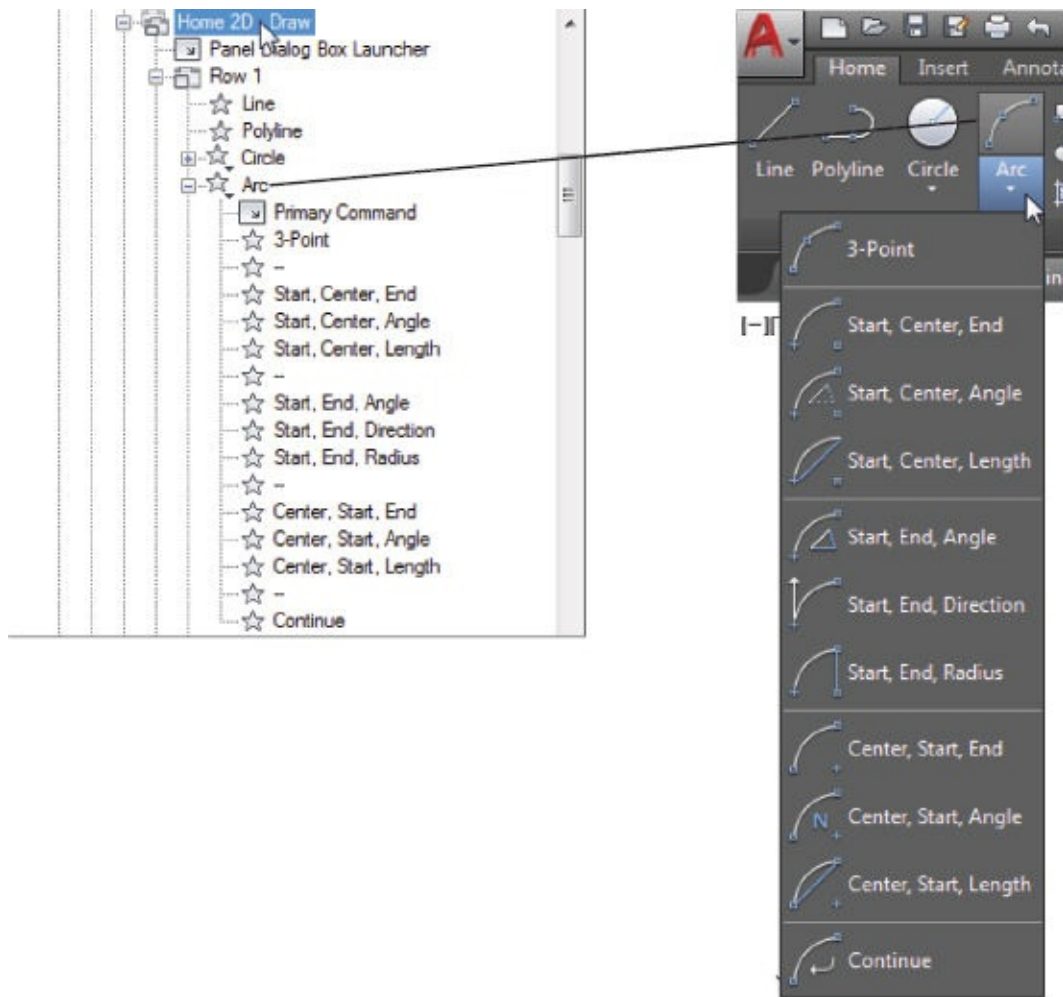 Home 2D - Draw
Panel Dialog Box Launcher
Row 1
Line
Polyline
Circle
Arc
Primary Command
3-Point
--
Start, Center, End
Start, Center, Angle
Start, Center, Length
--
Start, End, Angle
Start, End, Direction
Start, End, Radius
--
Center, Start, End
Center, Start, Angle
Center, Start, Length
--
Continue
A
Home Insert Annota
Line Polyline Circle Arc
in
[–][
3-Point
Start, Center, End
Start, Center, Angle
Start, Center, Length
Start, End, Angle
Start, End, Direction
Start, End, Radius
Center, Start, End
N Center, Start, Angle
Center, Start, Length
Continue